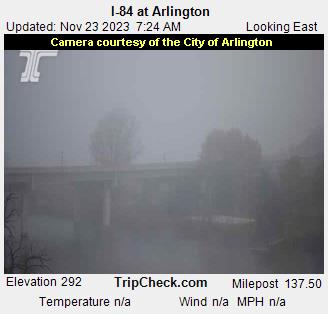 I-84 at Arlington
Updated: Nov 23 2023 7:24 AM Looking East
Camera courtesy of the City of Arlington
Elevation 292 TripCheck.com Milepost 137.50
Temperature n/a Wind n/a MPH n/a